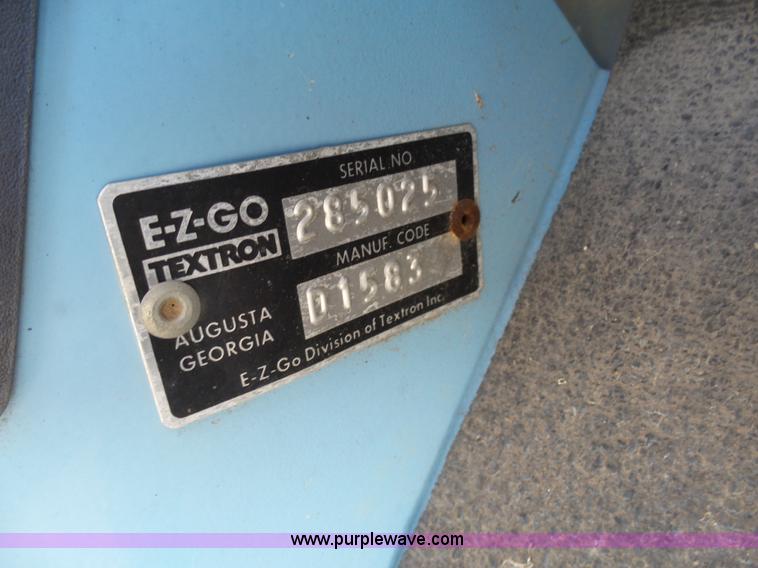 SERIAL NO.
E-Z-GO 285025
TEXTRON MANUF. CODE
D1583
AUGUSTA
GEORGIA
E-Z-Go Division of Textron Inc.
www.purplewave.com